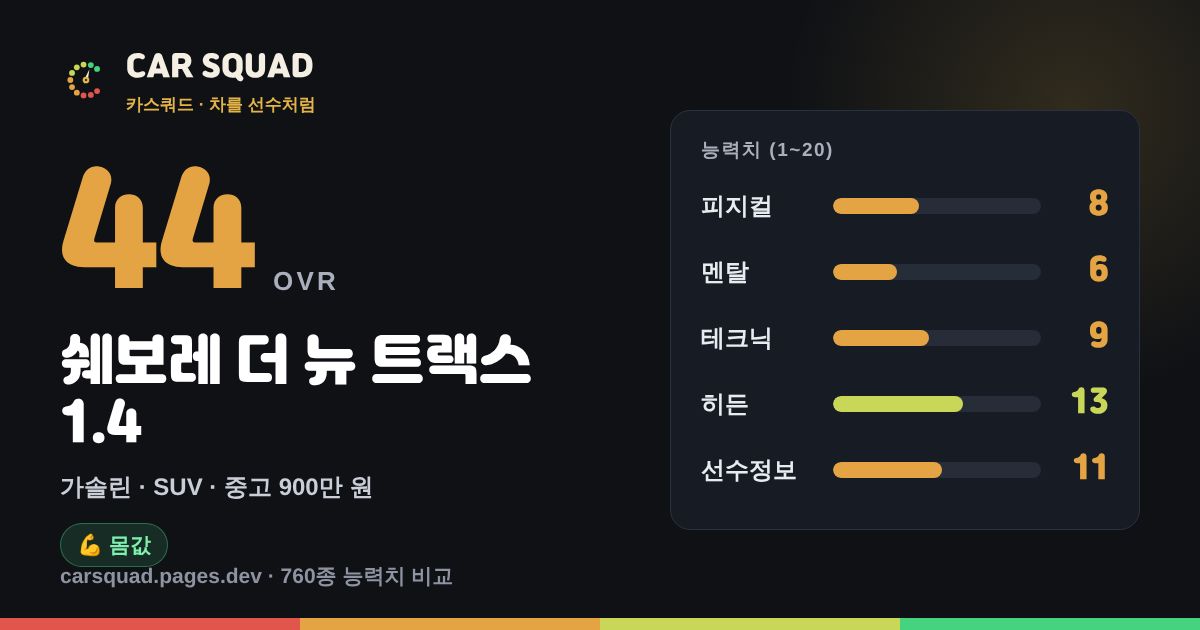 CAR SQUAD
카스쿼드 · 차를 선수처럼
44 OVR
쉐보레 더 뉴 트랙스
1.4
가솔린 · SUV · 중고 900만 원
💪 몸값
carsquad.pages.dev · 760종 능력치 비교
능력치 (1~20)
피지컬 8
멘탈 6
테크닉 9
히든 13
선수정보 11